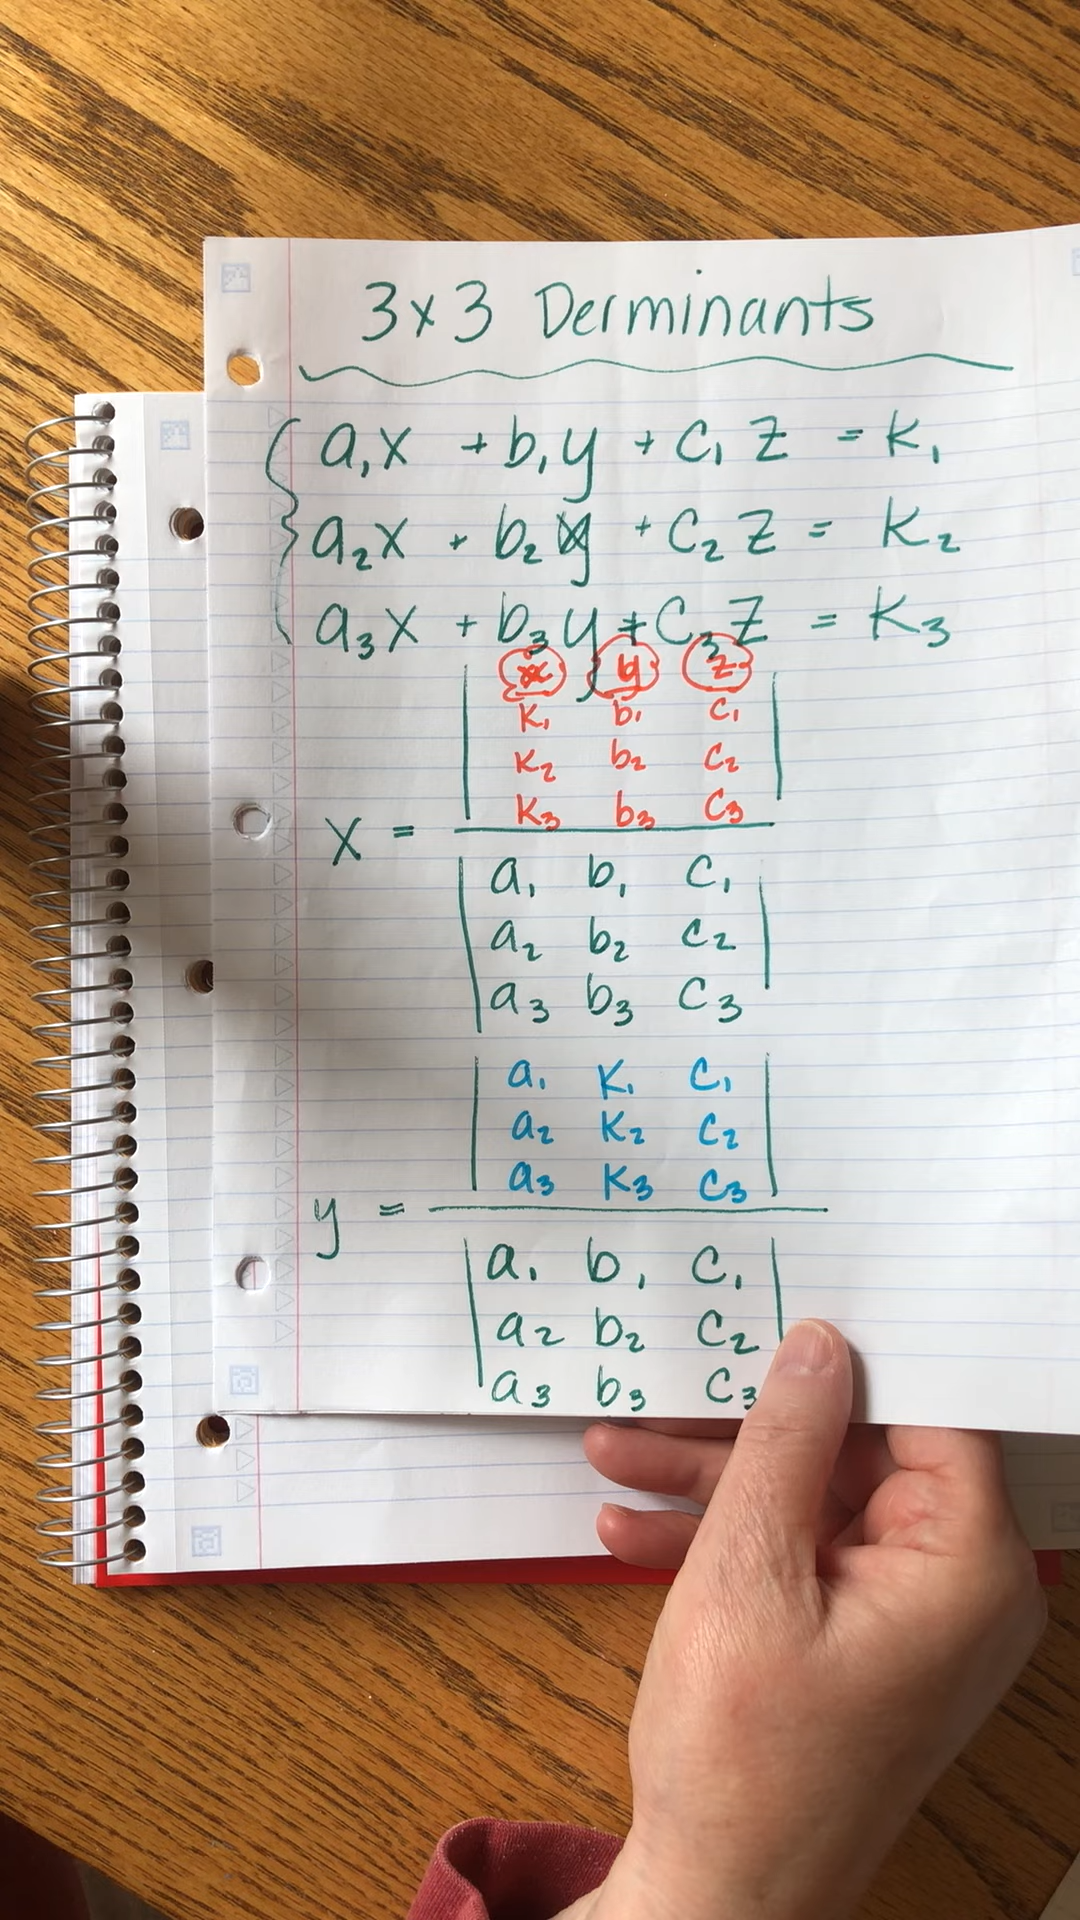 3x3 Derminants
a₁x + b₁y + c₁z = k₁
a₂x + b₂y + c₂z = k₂
a₃x + b₃y + c₃z = k₃
x y z
k₁ b₁ c₁
k₂ b₂ c₂
k₃ b₃ c₃
x =
a₁ b₁ c₁
a₂ b₂ c₂
a₃ b₃ c₃
a₁ k₁ c₁
a₂ k₂ c₂
a₃ k₃ c₃
y =
a₁ b₁ c₁
a₂ b₂ c₂
a₃ b₃ c₃